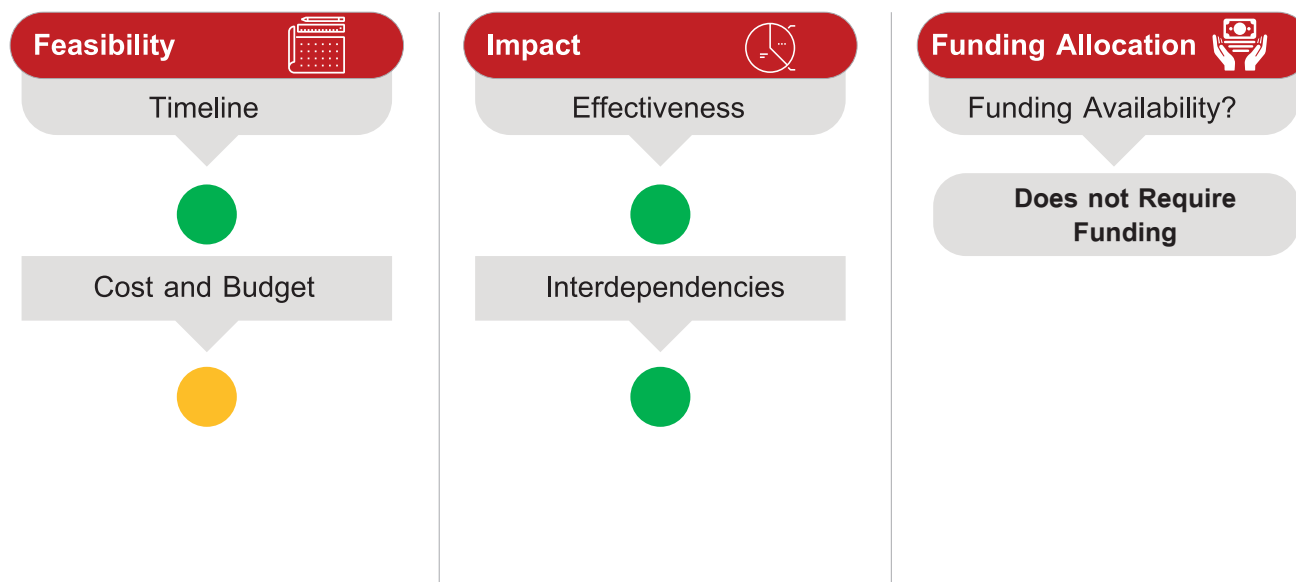 Feasibility
Timeline
Cost and Budget
Impact
Effectiveness
Interdependencies
Funding Allocation
Funding Availability?
Does not Require
Funding